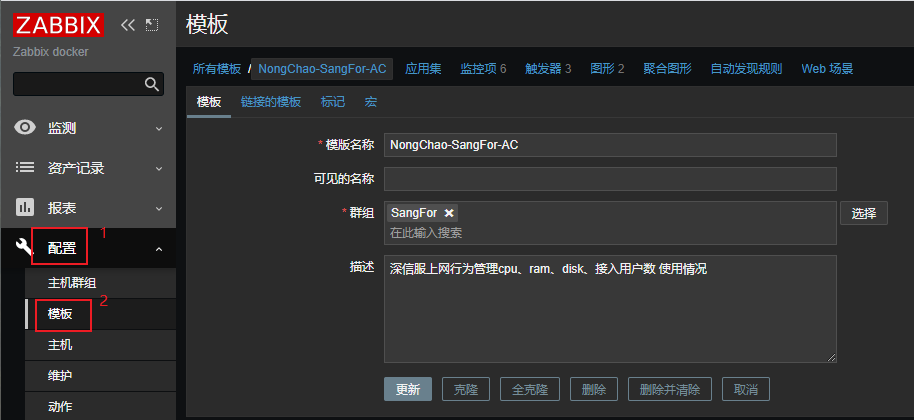 ZABBIX
Zabbix docker
监测
资产记录
报表
配置 1
主机群组
模板 2
主机
维护
动作
模板
所有模板 / NongChao-SangFor-AC 应用集 监控项 6 触发器 3 图形 2 聚合图形 自动发现规则 Web 场景
模板 链接的模板 标记 宏
* 模版名称 NongChao-SangFor-AC
可见的名称
* 群组 SangFor 选择
在此输入搜索
描述 深信服上网行为管理cpu、ram、disk、接入用户数 使用情况
更新 克隆 全克隆 删除 删除并清除 取消